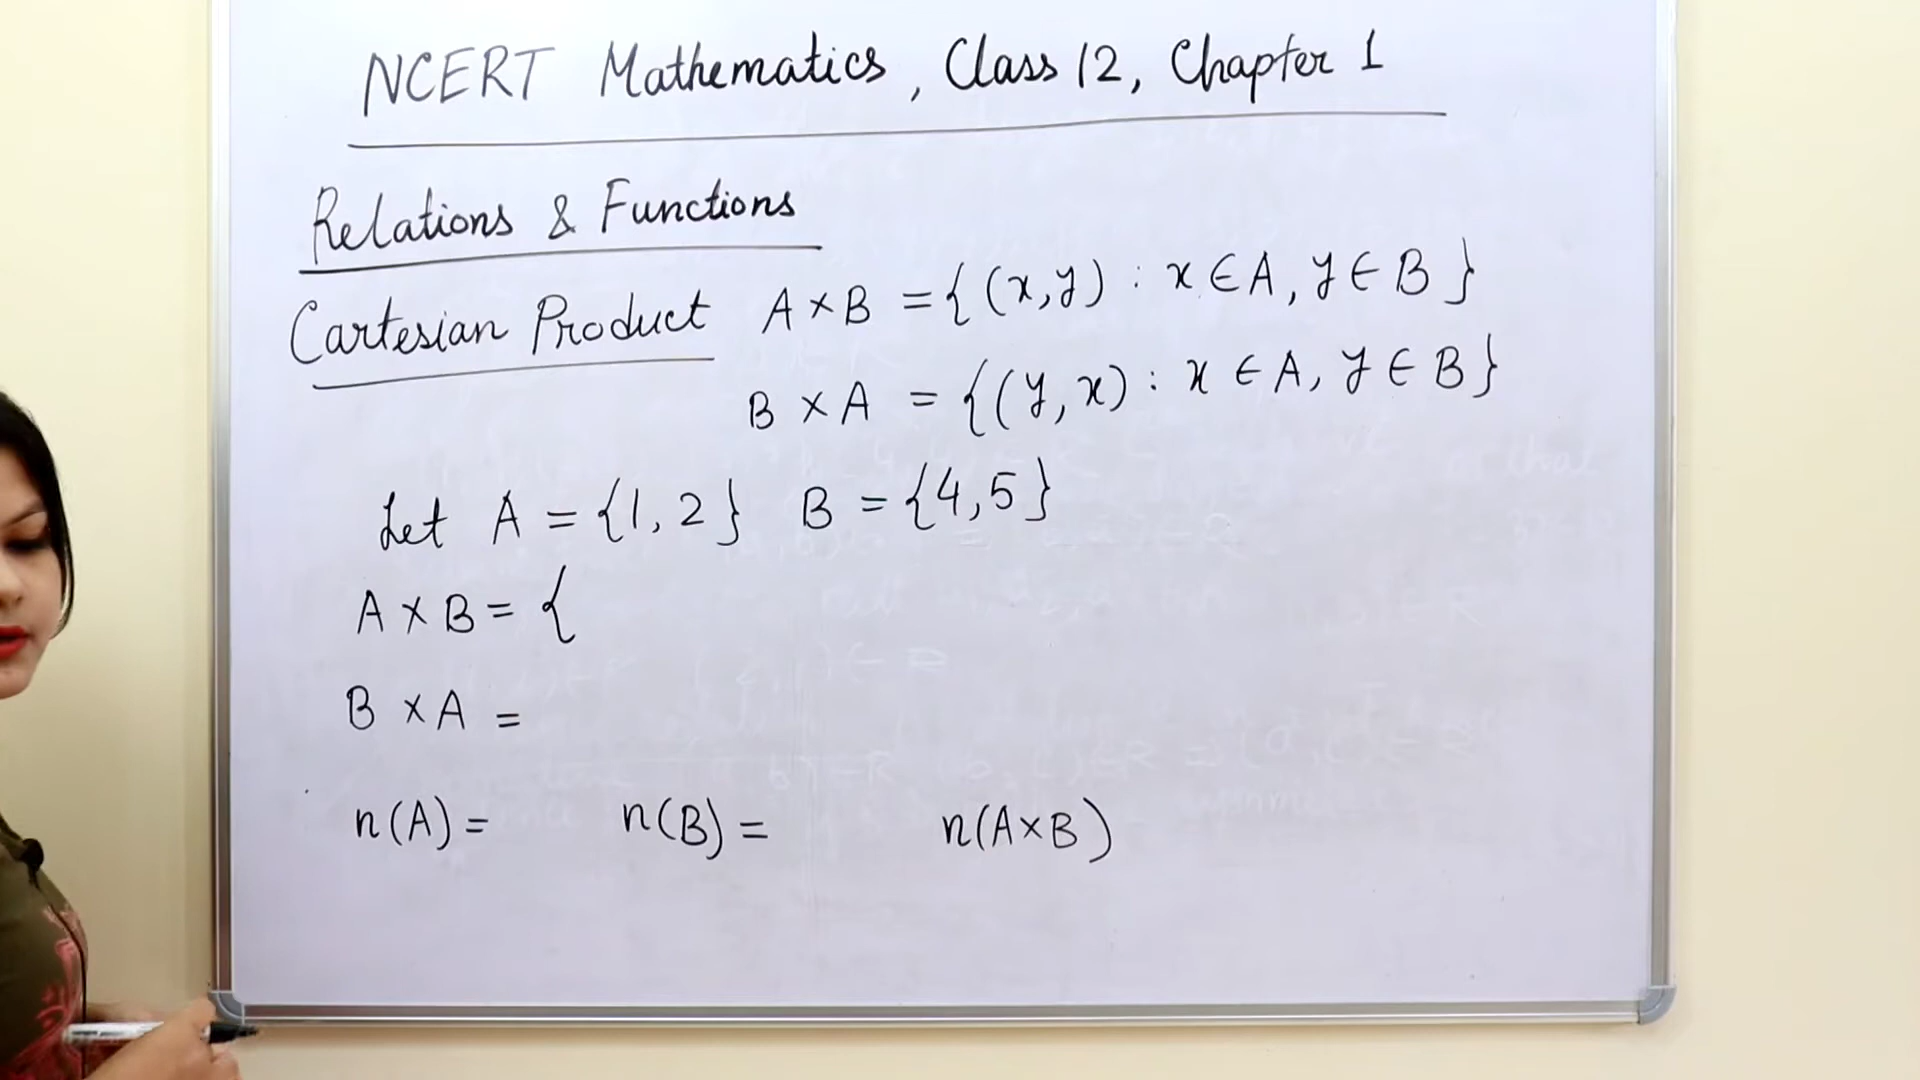 NCERT Mathematics, Class 12, Chapter 1
Relations & Functions
Cartesian Product A × B = { (x,y) : x ∈ A, y ∈ B }
B × A = {(y, x) : x ∈ A, y ∈ B}
Let A = {1, 2} B = {4,5}
A × B = {
B × A =
n(A) = n(B) = n(A×B)